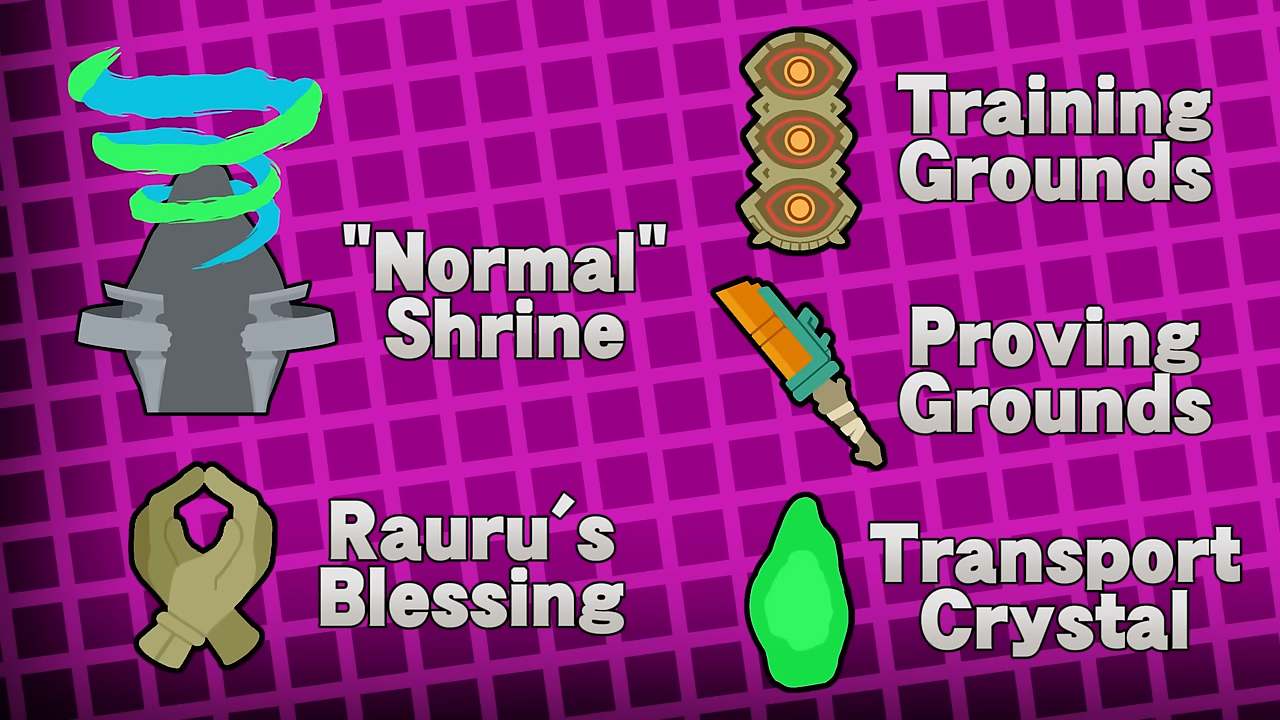 "Normal"
Shrine
Rauru's
Blessing
Training
Grounds
Proving
Grounds
Transport
Crystal